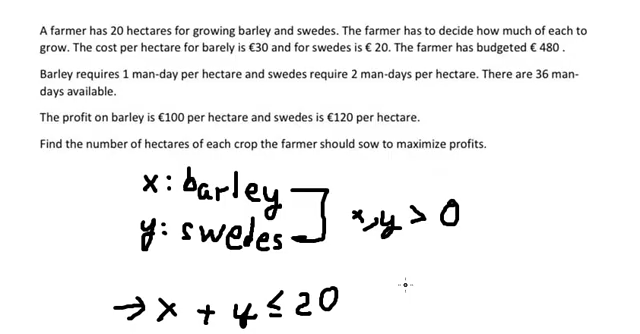 A farmer has 20 hectares for growing barley and swedes. The farmer has to decide how much of each to
grow. The cost per hectare for barely is €30 and for swedes is € 20. The farmer has budgeted € 480 .
Barley requires 1 man-day per hectare and swedes require 2 man-days per hectare. There are 36 man-
days available.
The profit on barley is €100 per hectare and swedes is €120 per hectare.
Find the number of hectares of each crop the farmer should sow to maximize profits.
x: barley
y: swedes
x,y > 0
→ x + y ≤ 20